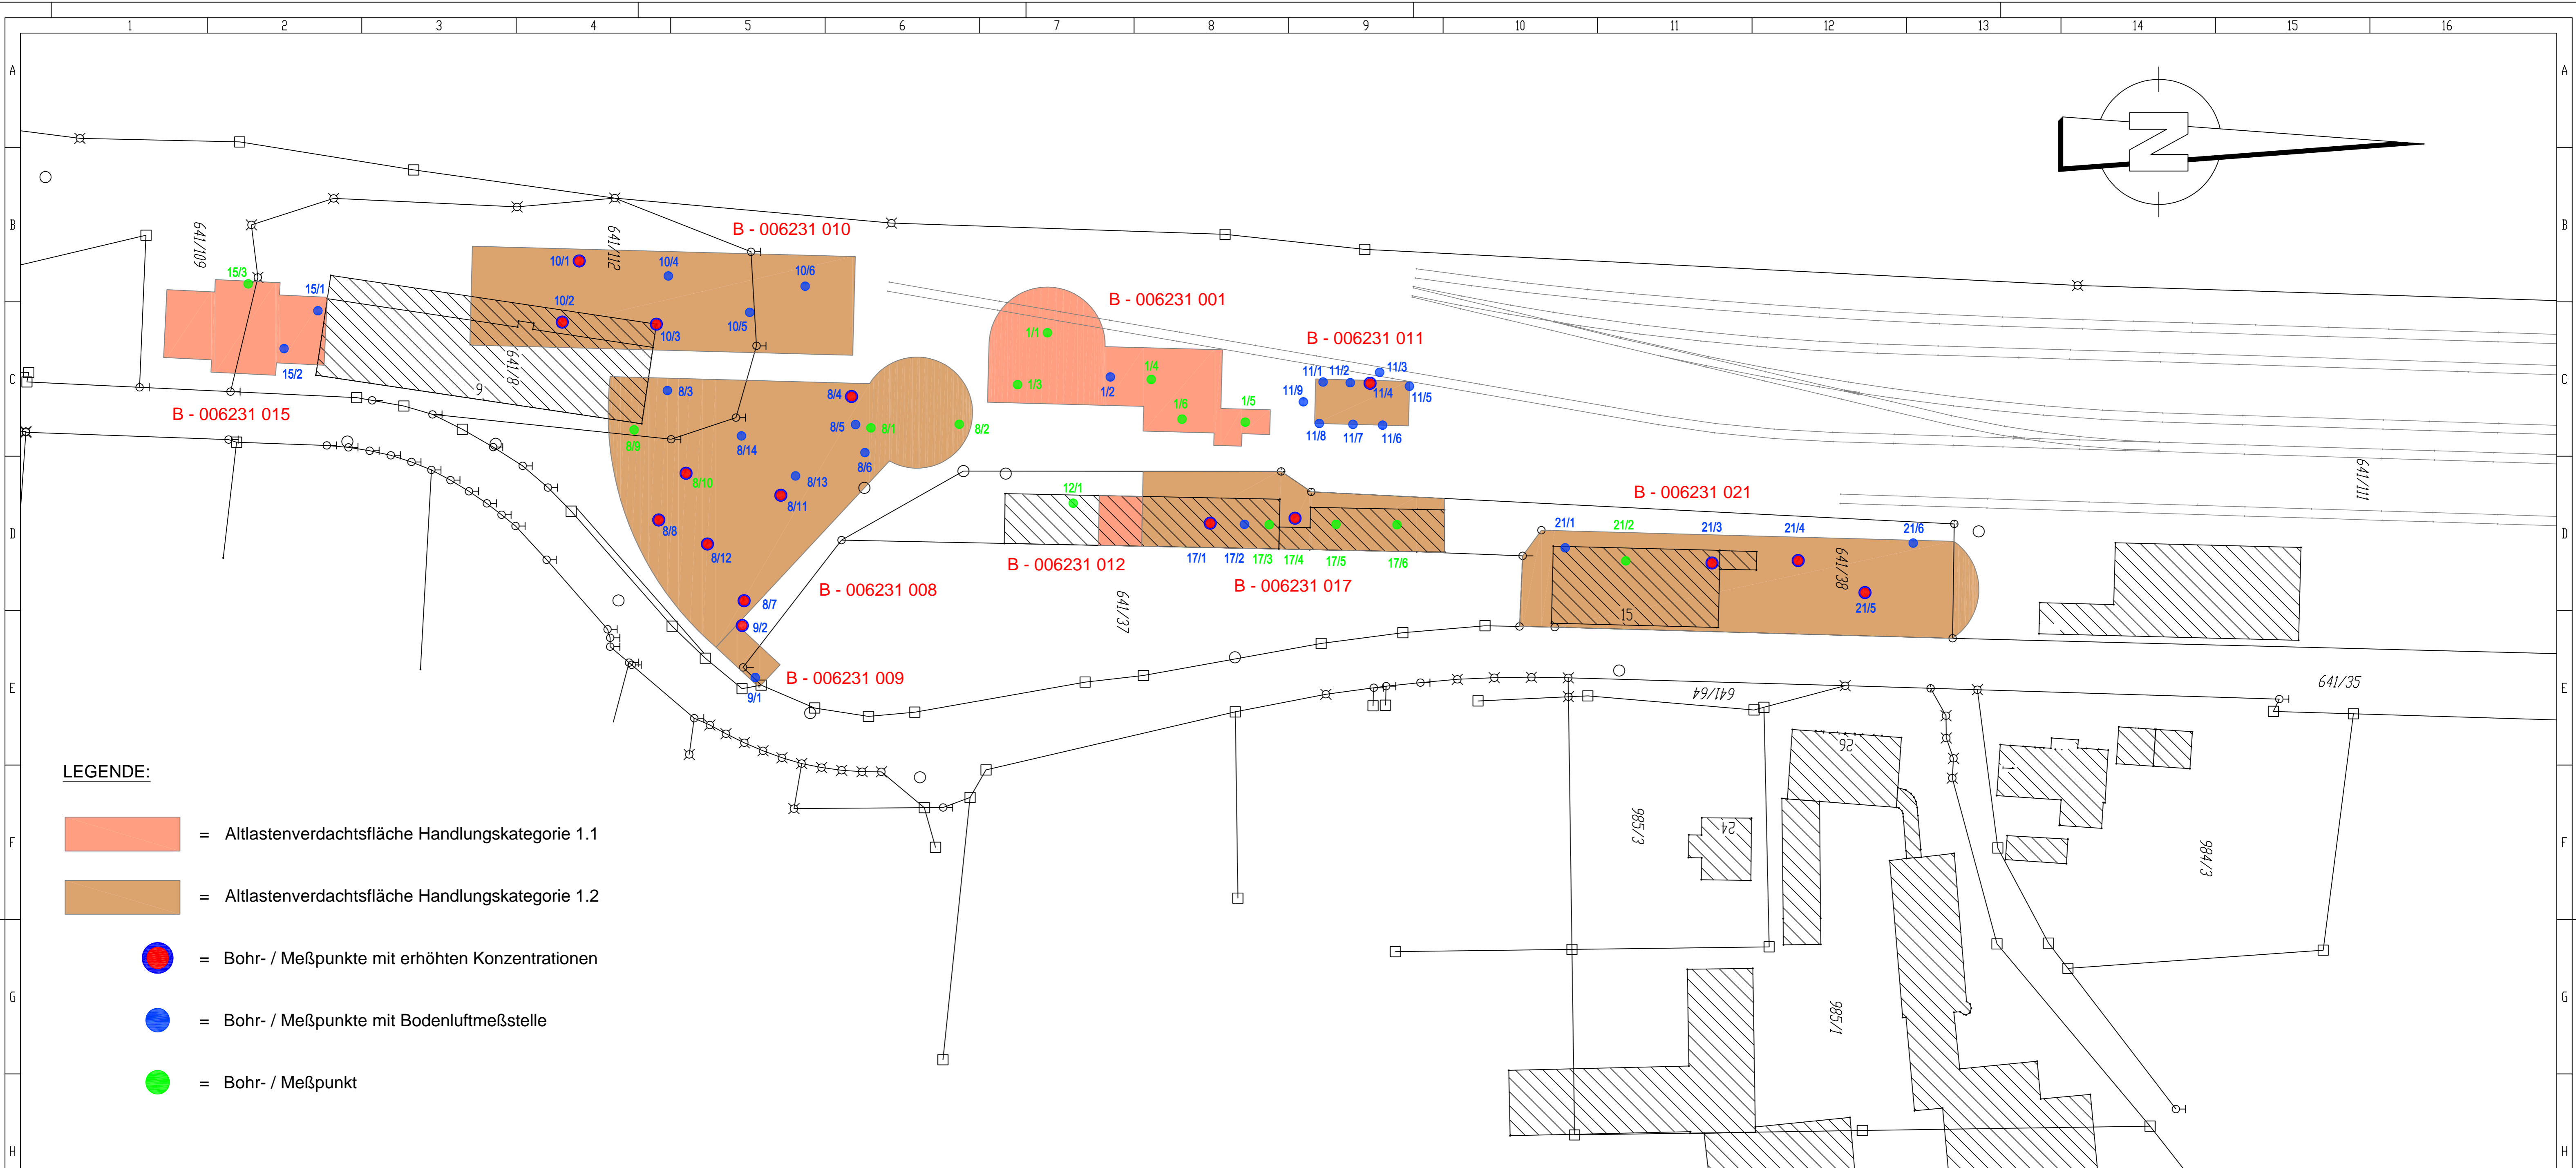 1 2 3 4 5 6 7 8 9 10 11 12 13 14 15 16
A A
B B
C C
D D
E E
F F
G G
H H
N
641/109
641/112
B - 006231 010
10/1
10/4
10/6
10/2
10/3
10/5
15/3
15/1
15/2
641/8
9
B - 006231 015
B - 006231 001
1/1
1/3
1/2
1/4
1/6
1/5
B - 006231 011
11/1
11/2
11/3
11/4
11/5
11/9
11/8
11/7
11/6
8/3
8/4
8/5
8/1
8/2
8/9
8/14
8/6
8/10
8/13
8/11
8/8
8/12
8/7
9/2
9/1
B - 006231 008
B - 006231 009
12/1
B - 006231 012
17/1
17/2
17/3
17/4
17/5
17/6
B - 006231 017
641/37
B - 006231 021
21/1
21/2
21/3
21/4
21/6
21/5
641/38
15
641/111
641/35
641/64
26
1
24
985/3
984/3
985/1
LEGENDE:
= Altlastenverdachtsfläche Handlungskategorie 1.1
= Altlastenverdachtsfläche Handlungskategorie 1.2
= Bohr- / Meßpunkte mit erhöhten Konzentrationen
= Bohr- / Meßpunkte mit Bodenluftmeßstelle
= Bohr- / Meßpunkt